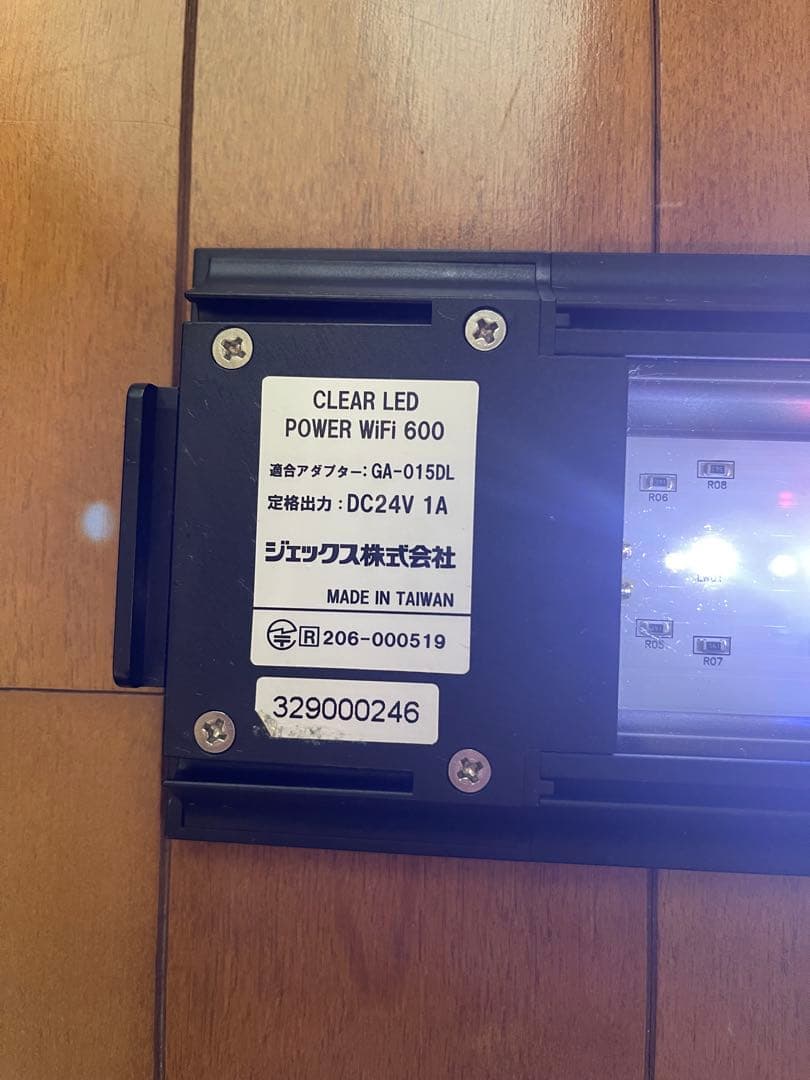 CLEAR LED
POWER WiFi 600
適合アダプター: GA-015DL
定格出力 : DC24V 1A
ジェックス株式会社
MADE IN TAIWAN
R 206-000519
329000246
R06
R08
R05
R07